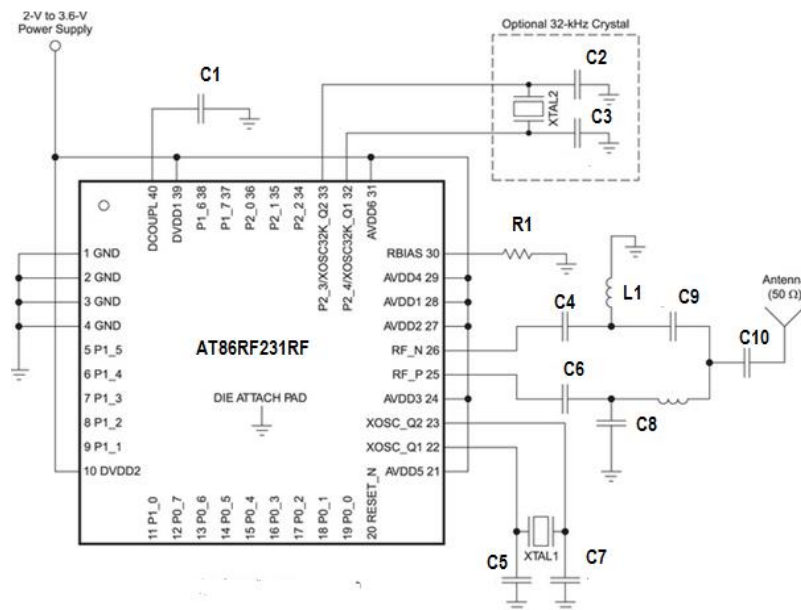 2-V to 3.6-V
Power Supply
Optional 32-kHz Crystal
C1
C2
XTAL2
C3
DCOUPL 40
DVDD1 39
P1_6 38
P1_7 37
P2_0 36
P2_1 35
P2_2 34
P2_3/XOSC32K_Q2 33
P2_4/XOSC32K_Q1 32
AVDD6 31
1 GND
2 GND
3 GND
4 GND
5 P1_5
6 P1_4
7 P1_3
8 P1_2
9 P1_1
10 DVDD2
AT86RF231RF
DIE ATTACH PAD
RBIAS 30
AVDD4 29
AVDD1 28
AVDD2 27
RF_N 26
RF_P 25
AVDD3 24
XOSC_Q2 23
XOSC_Q1 22
AVDD5 21
11 P1_0
12 P0_7
13 P0_6
14 P0_5
15 P0_4
16 P0_3
17 P0_2
18 P0_1
19 P0_0
20 RESET_N
R1
L1
C4
C9
Antenna
(50 Ω)
C10
C6
C8
XTAL1
C5
C7